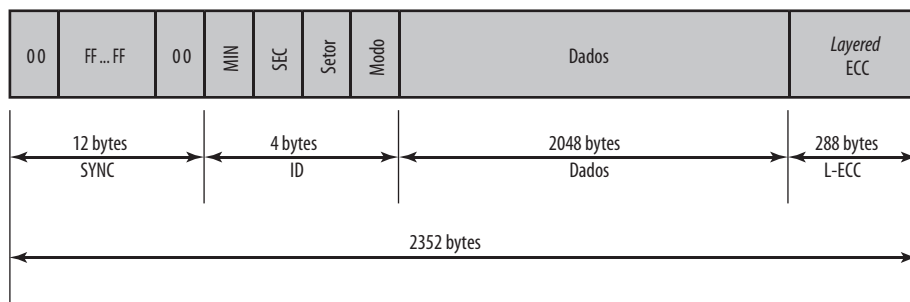 00 FF ... FF 00 MIN SEC Setor Modo Dados Layered
ECC
12 bytes 4 bytes 2048 bytes 288 bytes
SYNC ID Dados L-ECC
2352 bytes